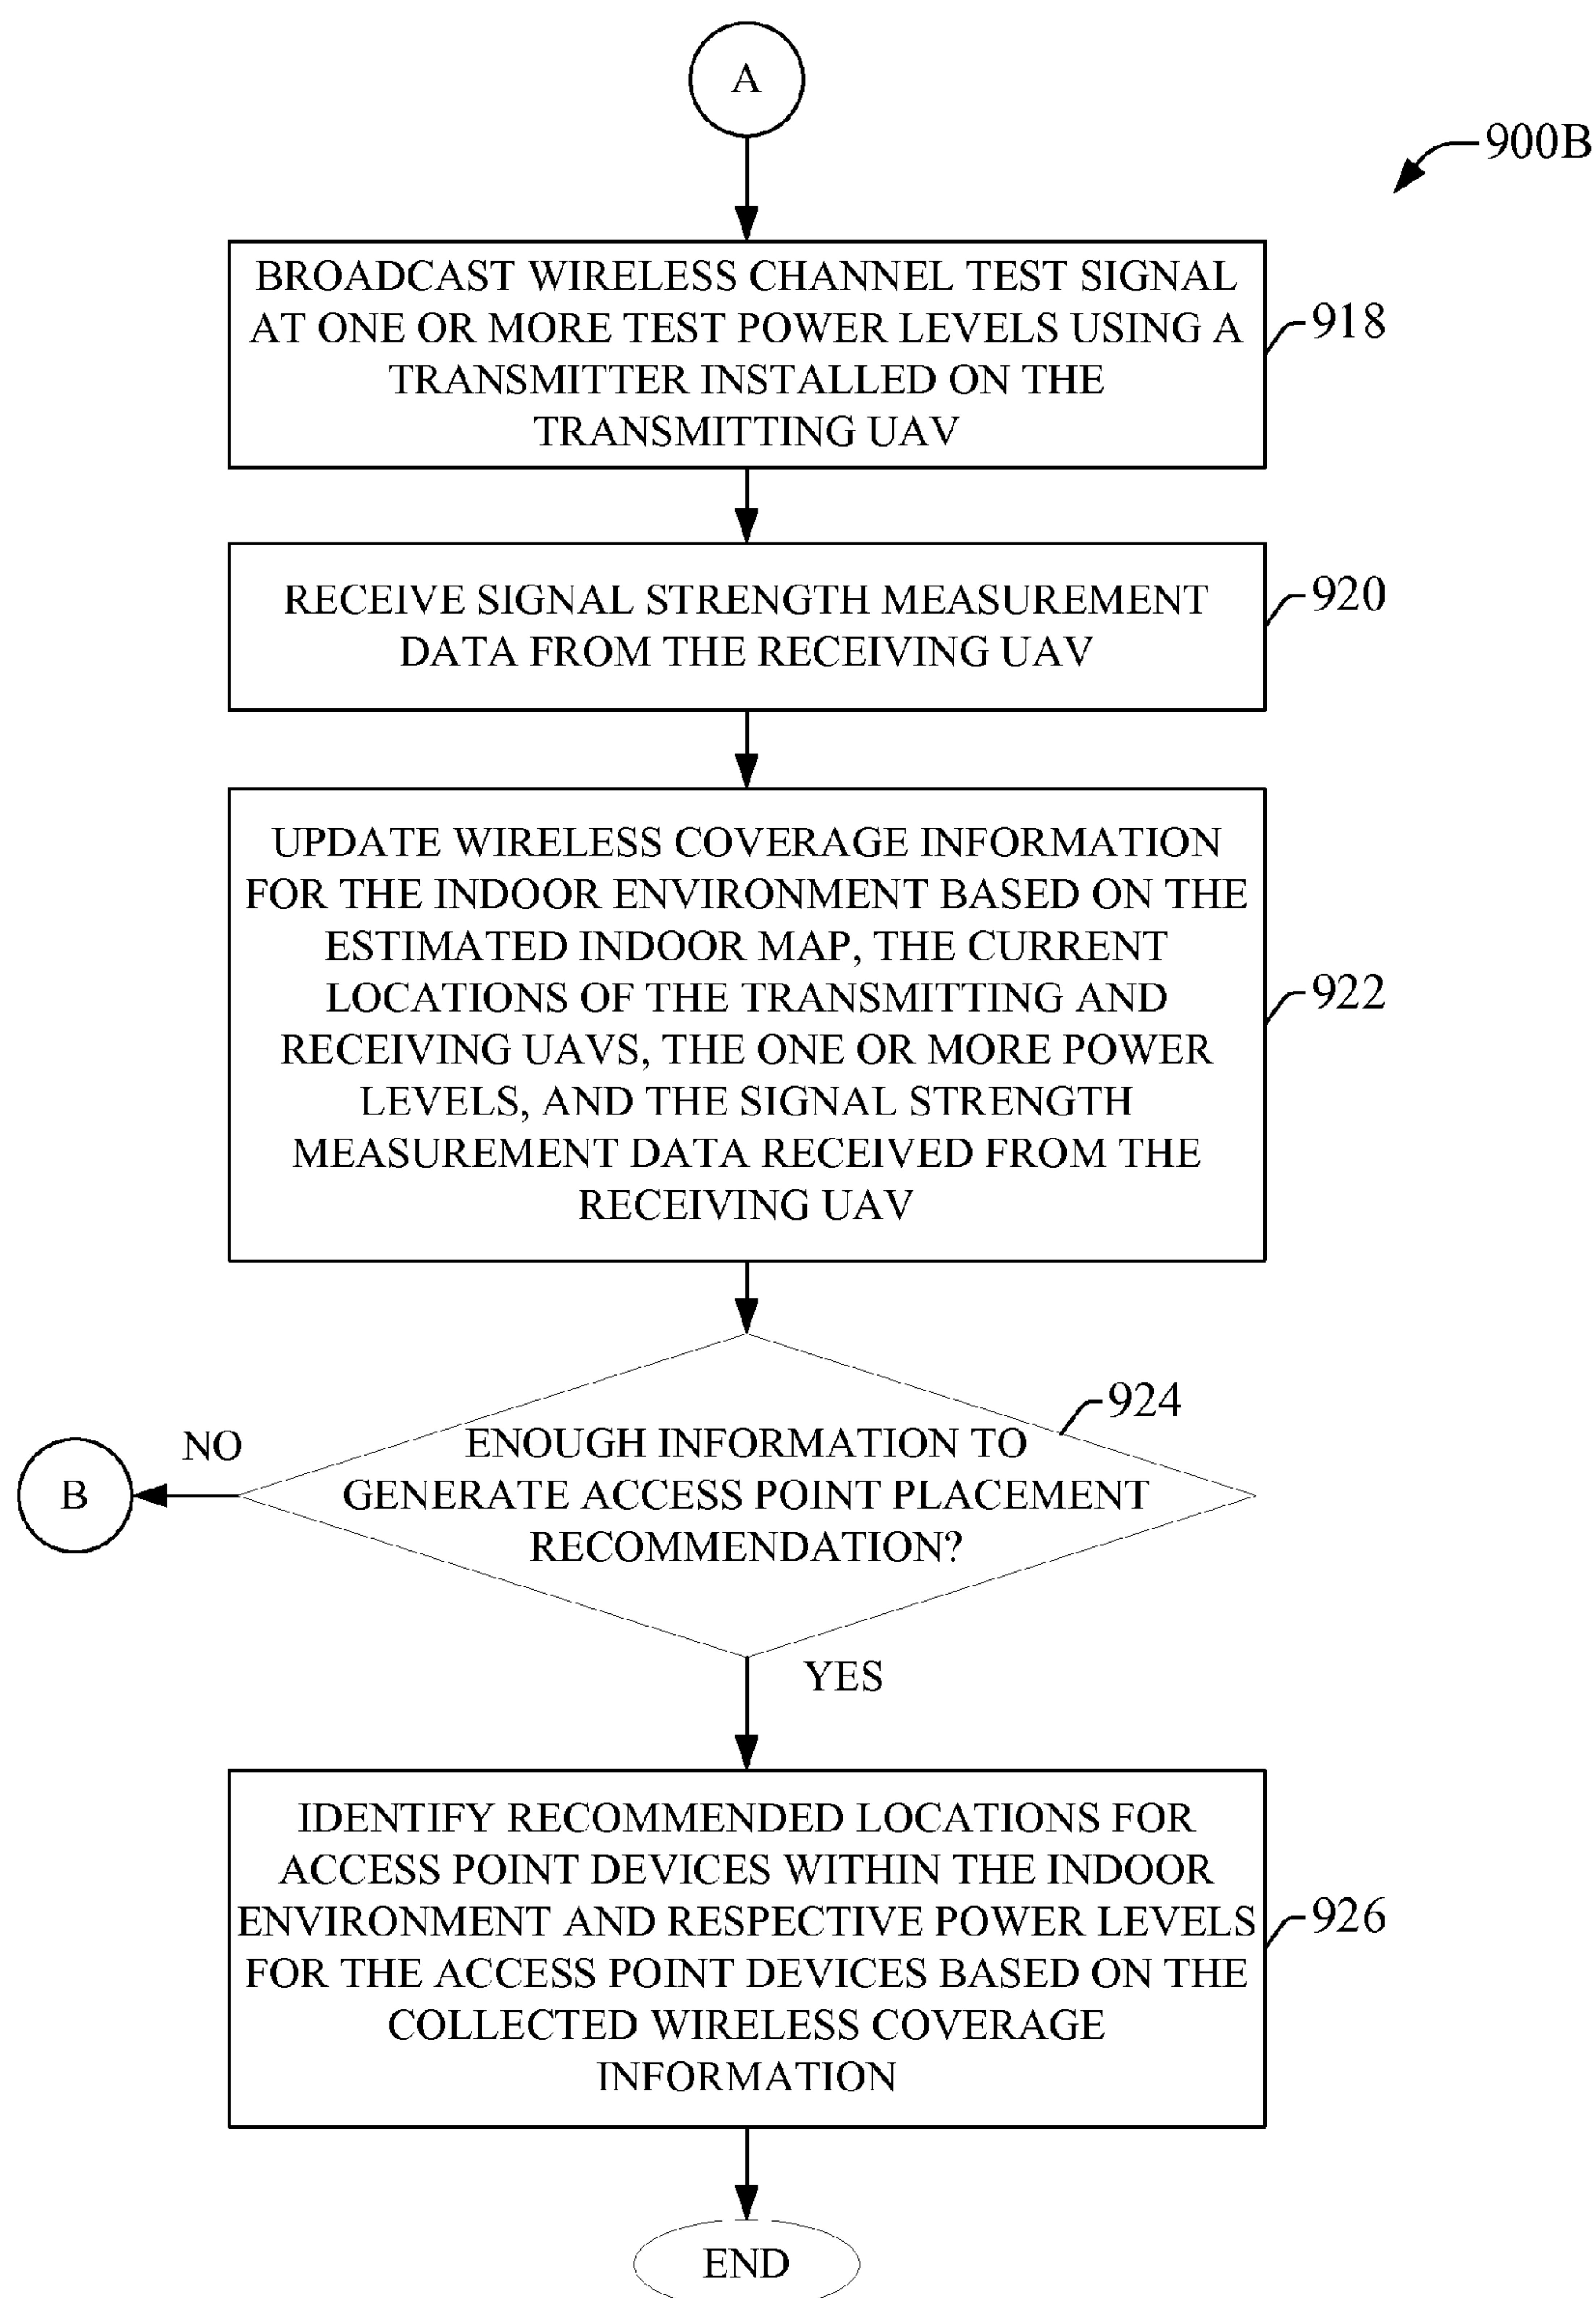 A
900B
BROADCAST WIRELESS CHANNEL TEST SIGNAL
AT ONE OR MORE TEST POWER LEVELS USING A
TRANSMITTER INSTALLED ON THE
TRANSMITTING UAV
918
RECEIVE SIGNAL STRENGTH MEASUREMENT
DATA FROM THE RECEIVING UAV
920
UPDATE WIRELESS COVERAGE INFORMATION
FOR THE INDOOR ENVIRONMENT BASED ON THE
ESTIMATED INDOOR MAP, THE CURRENT
LOCATIONS OF THE TRANSMITTING AND
RECEIVING UAVS, THE ONE OR MORE POWER
LEVELS, AND THE SIGNAL STRENGTH
MEASUREMENT DATA RECEIVED FROM THE
RECEIVING UAV
922
924
ENOUGH INFORMATION TO
GENERATE ACCESS POINT PLACEMENT
RECOMMENDATION?
NO
B
YES
IDENTIFY RECOMMENDED LOCATIONS FOR
ACCESS POINT DEVICES WITHIN THE INDOOR
ENVIRONMENT AND RESPECTIVE POWER LEVELS
FOR THE ACCESS POINT DEVICES BASED ON THE
COLLECTED WIRELESS COVERAGE
INFORMATION
926
END